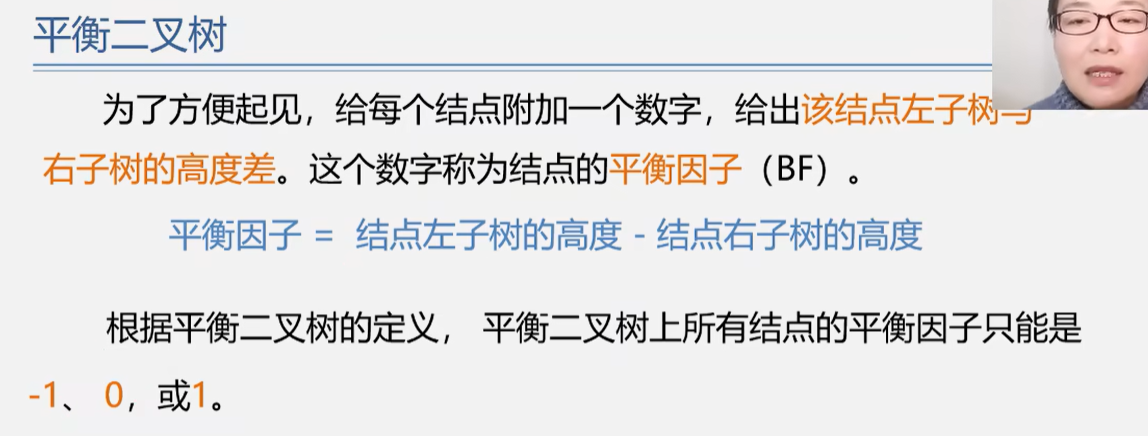 平衡二叉树
为了方便起见，给每个结点附加一个数字，给出该结点左子树与
右子树的高度差。这个数字称为结点的平衡因子（BF）。
平衡因子 = 结点左子树的高度 - 结点右子树的高度
根据平衡二叉树的定义， 平衡二叉树上所有结点的平衡因子只能是
-1、 0，或1。